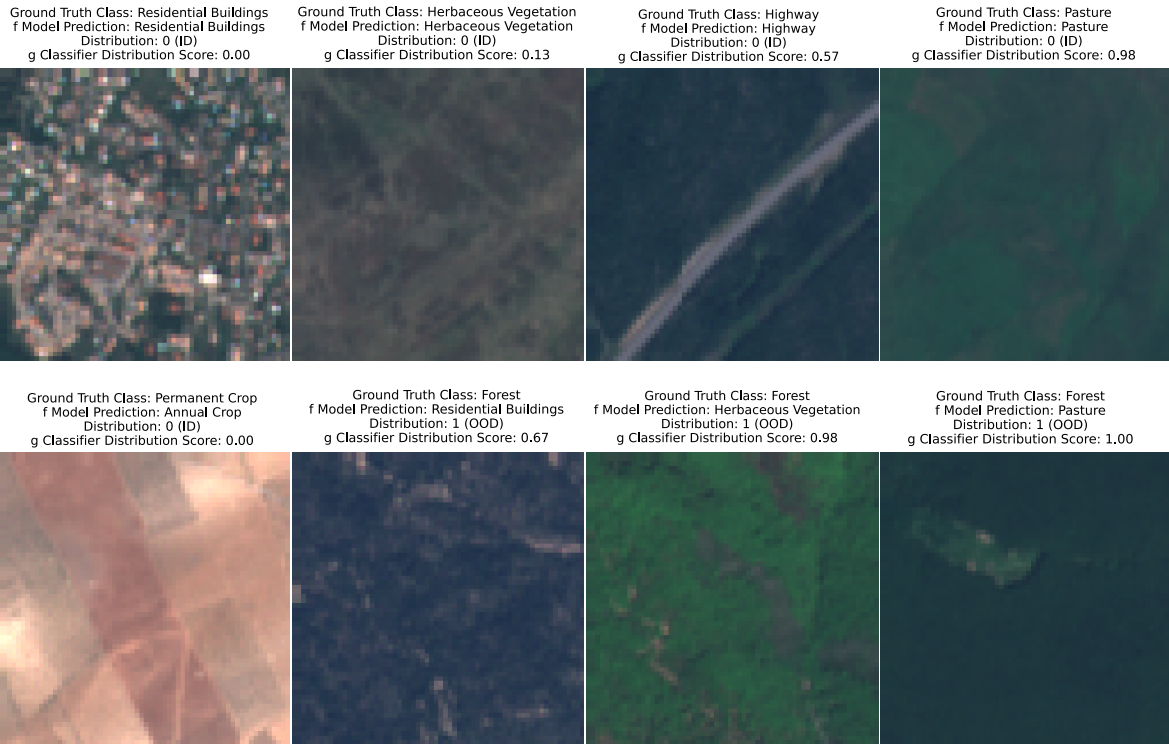 Ground Truth Class: Residential Buildings
f Model Prediction: Residential Buildings
Distribution: 0 (ID)
g Classifier Distribution Score: 0.00
Ground Truth Class: Herbaceous Vegetation
f Model Prediction: Herbaceous Vegetation
Distribution: 0 (ID)
g Classifier Distribution Score: 0.13
Ground Truth Class: Highway
f Model Prediction: Highway
Distribution: 0 (ID)
g Classifier Distribution Score: 0.57
Ground Truth Class: Pasture
f Model Prediction: Pasture
Distribution: 0 (ID)
g Classifier Distribution Score: 0.98
Ground Truth Class: Permanent Crop
f Model Prediction: Annual Crop
Distribution: 0 (ID)
g Classifier Distribution Score: 0.00
Ground Truth Class: Forest
f Model Prediction: Residential Buildings
Distribution: 1 (OOD)
g Classifier Distribution Score: 0.67
Ground Truth Class: Forest
f Model Prediction: Herbaceous Vegetation
Distribution: 1 (OOD)
g Classifier Distribution Score: 0.98
Ground Truth Class: Forest
f Model Prediction: Pasture
Distribution: 1 (OOD)
g Classifier Distribution Score: 1.00